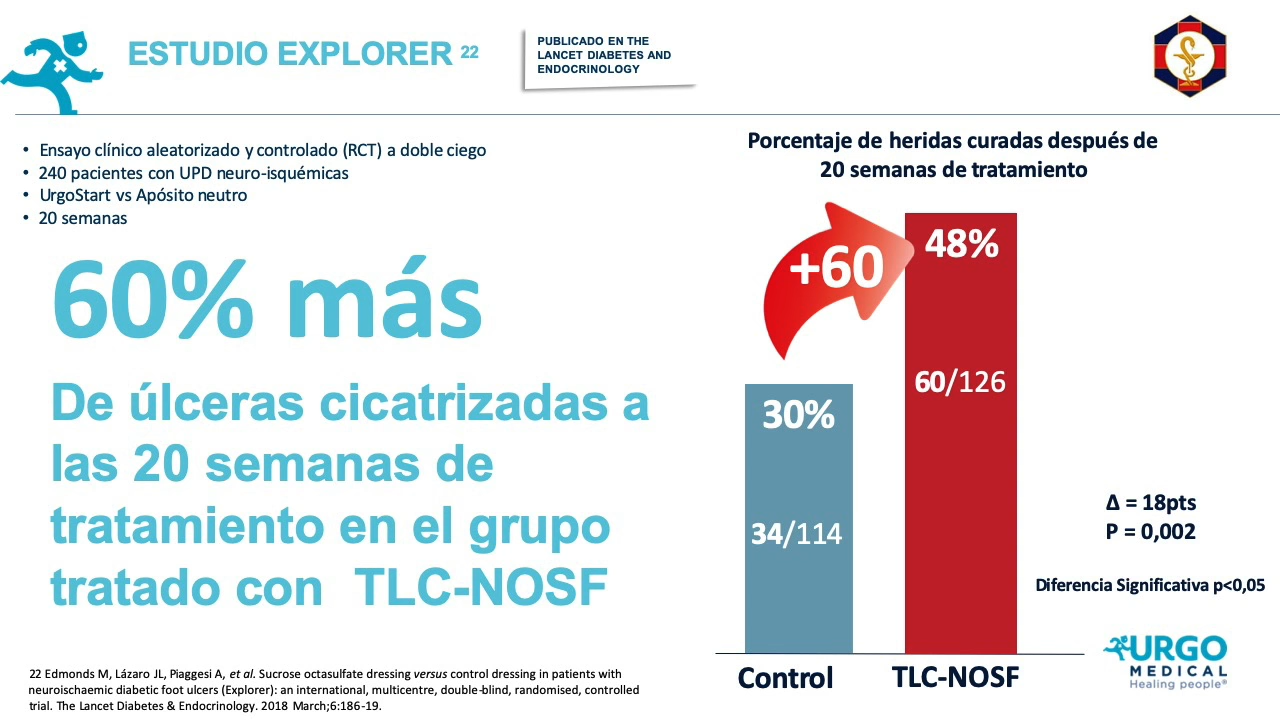 ESTUDIO EXPLORER 22
PUBLICADO EN THE
LANCET DIABETES AND
ENDOCRINOLOGY
• Ensayo clínico aleatorizado y controlado (RCT) a doble ciego
• 240 pacientes con UPD neuro-isquémicas
• UrgoStart vs Apósito neutro
• 20 semanas
60% más
De úlceras cicatrizadas a
las 20 semanas de
tratamiento en el grupo
tratado con TLC-NOSF
22 Edmonds M, Lázaro JL, Piaggesi A, et al. Sucrose octasulfate dressing versus control dressing in patients with
neuroischaemic diabetic foot ulcers (Explorer): an international, multicentre, double-blind, randomised, controlled
trial. The Lancet Diabetes & Endocrinology. 2018 March;6:186-19.
Porcentaje de heridas curadas después de
20 semanas de tratamiento
+60
48%
60/126
30%
34/114
Control
TLC-NOSF
Δ = 18pts
P = 0,002
Diferencia Significativa p<0,05
URGO
MEDICAL
Healing people®